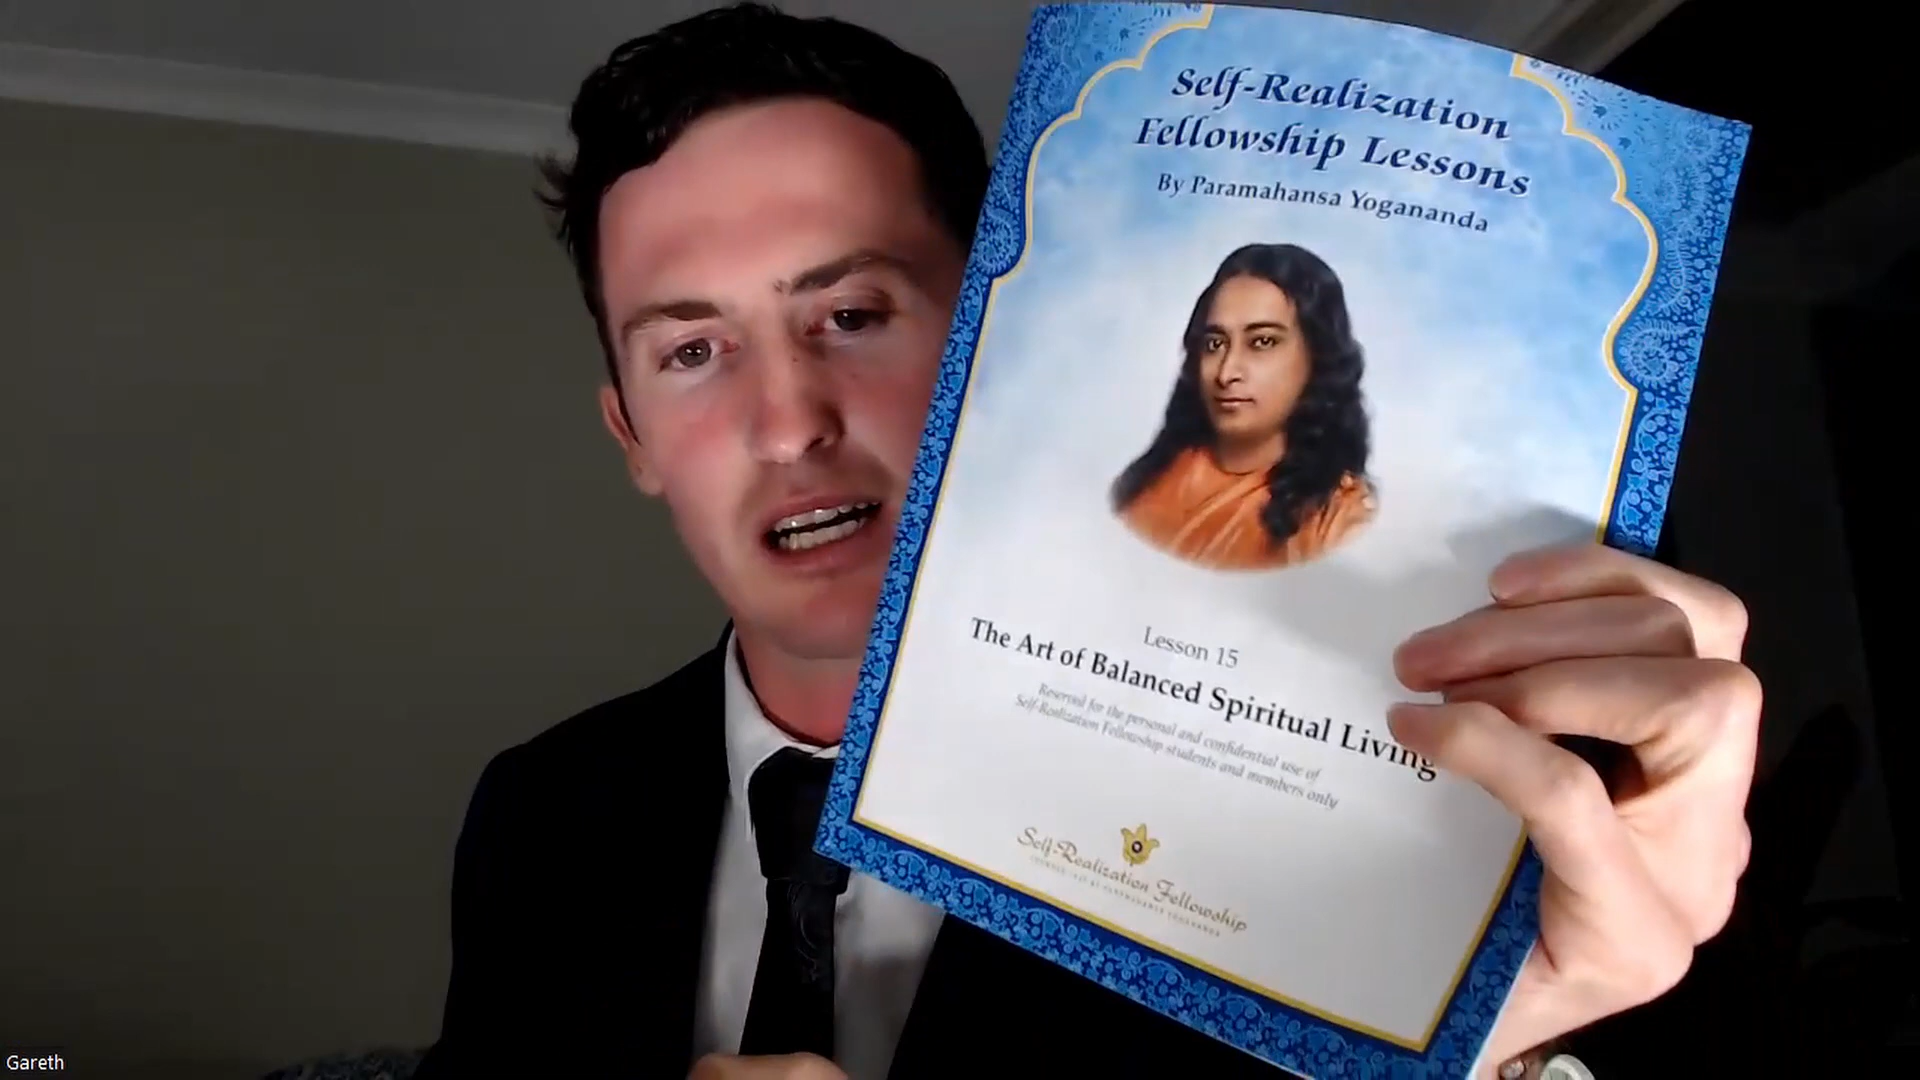 Self-Realization
Fellowship Lessons
By Paramahansa Yogananda
Lesson 15
The Art of Balanced Spiritual Living
Reserved for the personal and confidential use of
Self-Realization Fellowship students and members only
Self-Realization Fellowship
Gareth